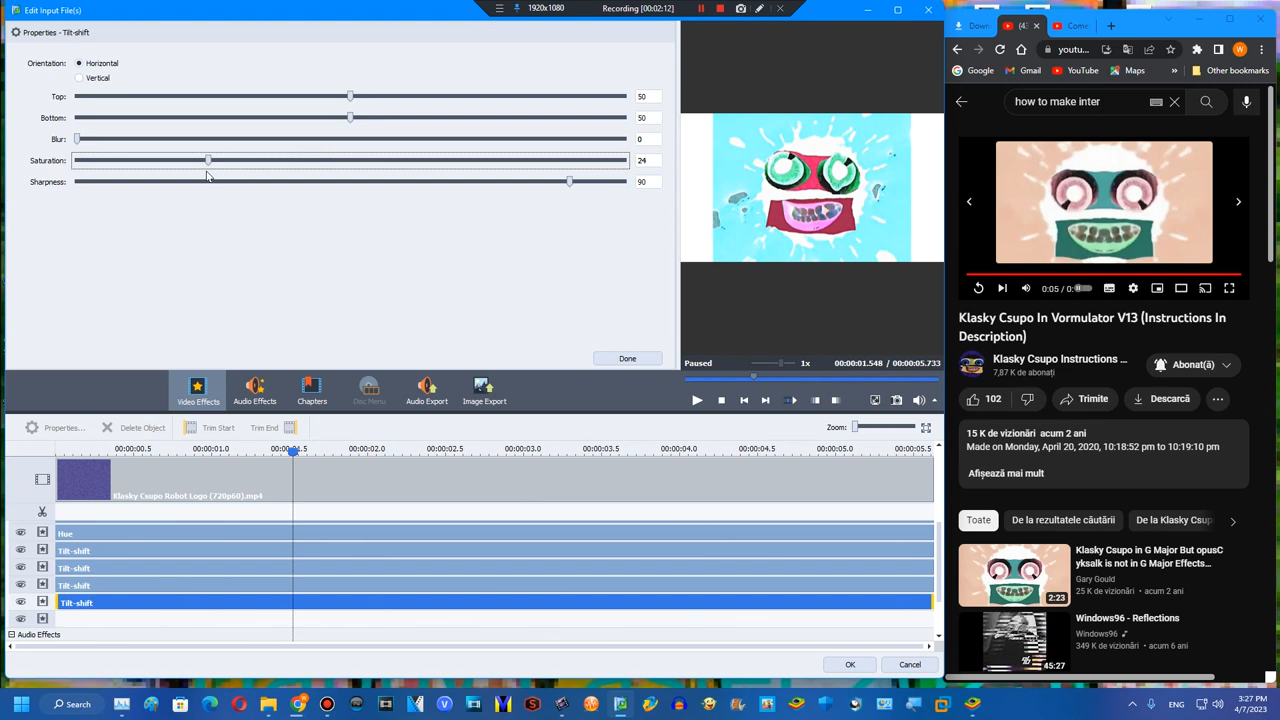 Edit Input File(s)
1920x1080
Recording [00:02:12]
Properties - Tilt-shift
Orientation:
Horizontal
Vertical
Top:
50
Bottom:
50
Blur:
0
Saturation:
24
Sharpness:
90
Done
Paused
1x
00:00:01.548 / 00:00:05.733
Video Effects
Audio Effects
Chapters
Disc Menu
Audio Export
Image Export
Properties...
Delete Object
Trim Start
Trim End
Zoom:
00:00:00.5
00:00:01.0
00:00:01.5
00:00:02.0
00:00:02.5
00:00:03.0
00:00:03.5
00:00:04.0
00:00:04.5
00:00:05.0
00:00:05.5
Klasky Csupo Robot Logo (720p60).mp4
Hue
Tilt-shift
Tilt-shift
Tilt-shift
Tilt-shift
Audio Effects
OK
Cancel
Down
Come
youtu...
Google
Gmail
YouTube
Maps
Other bookmarks
how to make inter
0:05 / 0:
Klasky Csupo In Vormulator V13 (Instructions In
Description)
Klasky Csupo Instructions ...
7,87 K de abonați
Abonat(ă)
102
Trimite
Descarcă
15 K de vizionări acum 2 ani
Made on Monday, April 20, 2020, 10:18:52 pm to 10:19:10 pm
Afișează mai mult
Toate
De la rezultatele căutării
De la Klasky Csup
Klasky Csupo in G Major But opusC
yksalk is not in G Major Effects...
Gary Gould
25 K de vizionări • acum 2 ani
2:23
Windows96 - Reflections
Windows96
349 K de vizionări • acum 6 ani
45:27
Search
ENG
3:27 PM
4/7/2023